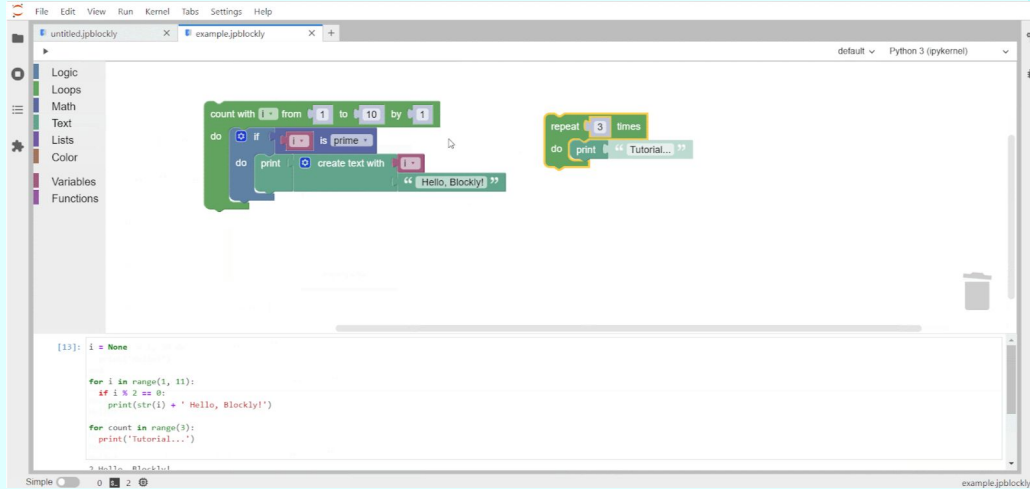 File Edit View Run Kernel Tabs Settings Help
untitled.jpblockly × example.jpblockly × +
default Python 3 (ipykernel)
Logic
Loops
Math
Text
Lists
Color
Variables
Functions
count with i from 1 to 10 by 1
do if i is prime
do print create text with i
“ Hello, Blockly! ”
repeat 3 times
do print “ Tutorial... ”
[13]: i = None
for i in range(1, 11):
if i % 2 == 0:
print(str(i) + ' Hello, Blockly!')
for count in range(3):
print('Tutorial...')
2 Hello, Blockly!
Simple 0 2 example.jpblockly